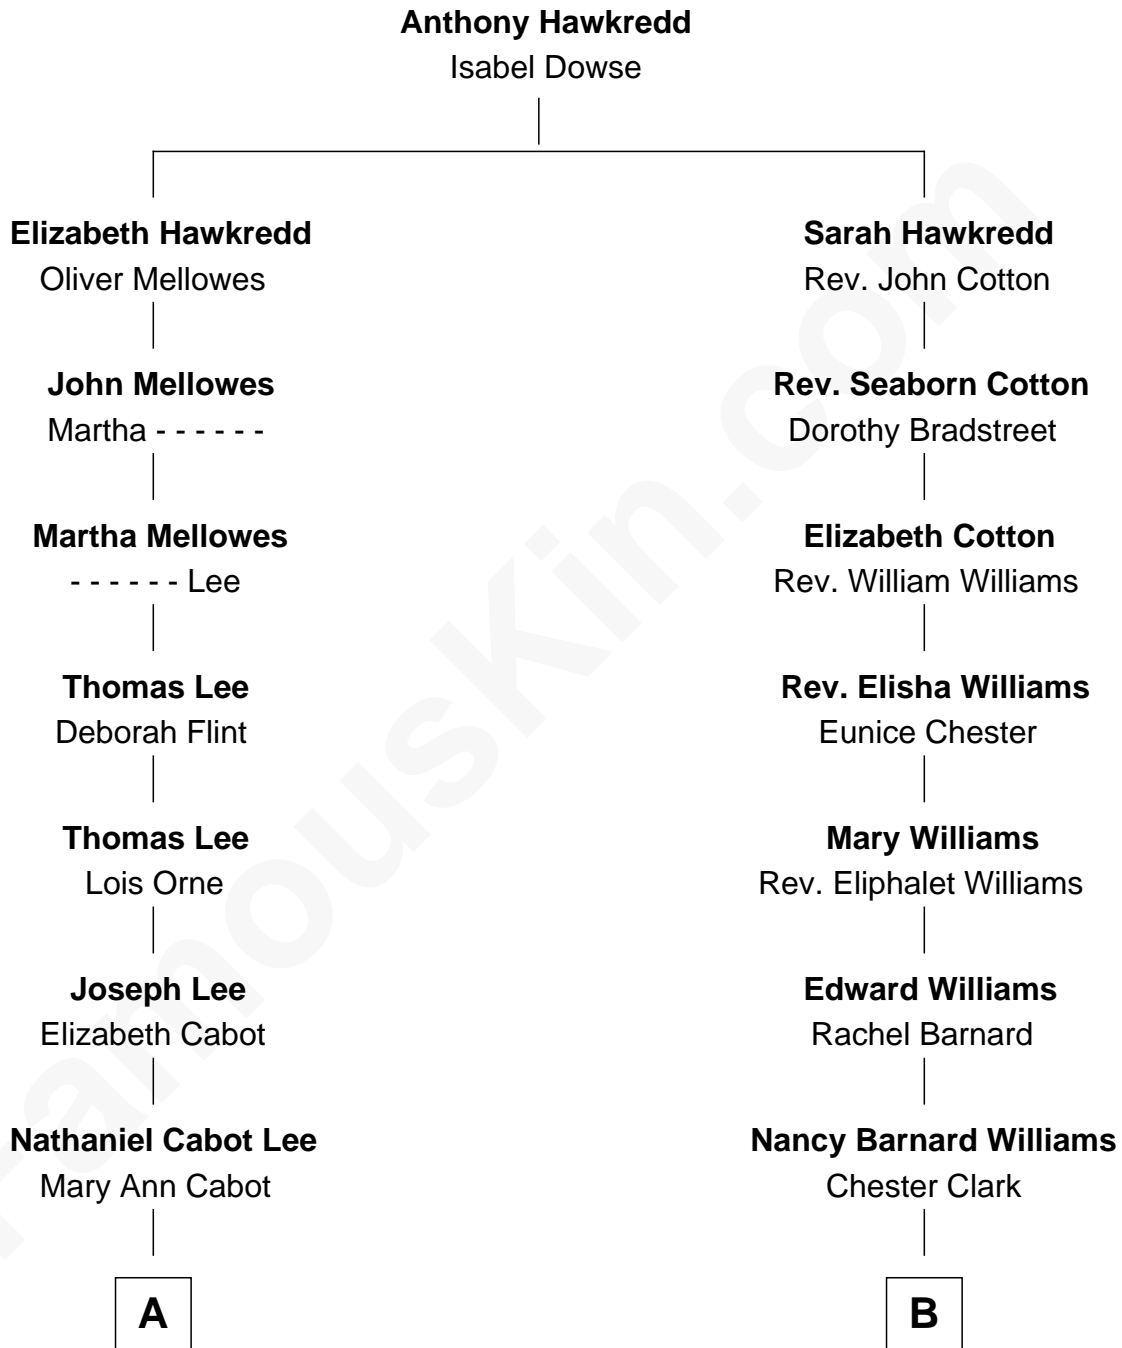 Anthony Hawkredd
Isabel Dowse
Elizabeth Hawkredd
Oliver Mellowes
Sarah Hawkredd
Rev. John Cotton
John Mellowes
Martha - - - - - -
Rev. Seaborn Cotton
Dorothy Bradstreet
Martha Mellowes
- - - - - - Lee
Elizabeth Cotton
Rev. William Williams
Thomas Lee
Deborah Flint
Rev. Elisha Williams
Eunice Chester
Thomas Lee
Lois Orne
Mary Williams
Rev. Eliphalet Williams
Joseph Lee
Elizabeth Cabot
Edward Williams
Rachel Barnard
Nathaniel Cabot Lee
Mary Ann Cabot
Nancy Barnard Williams
Chester Clark
A
B
FamousKin.com